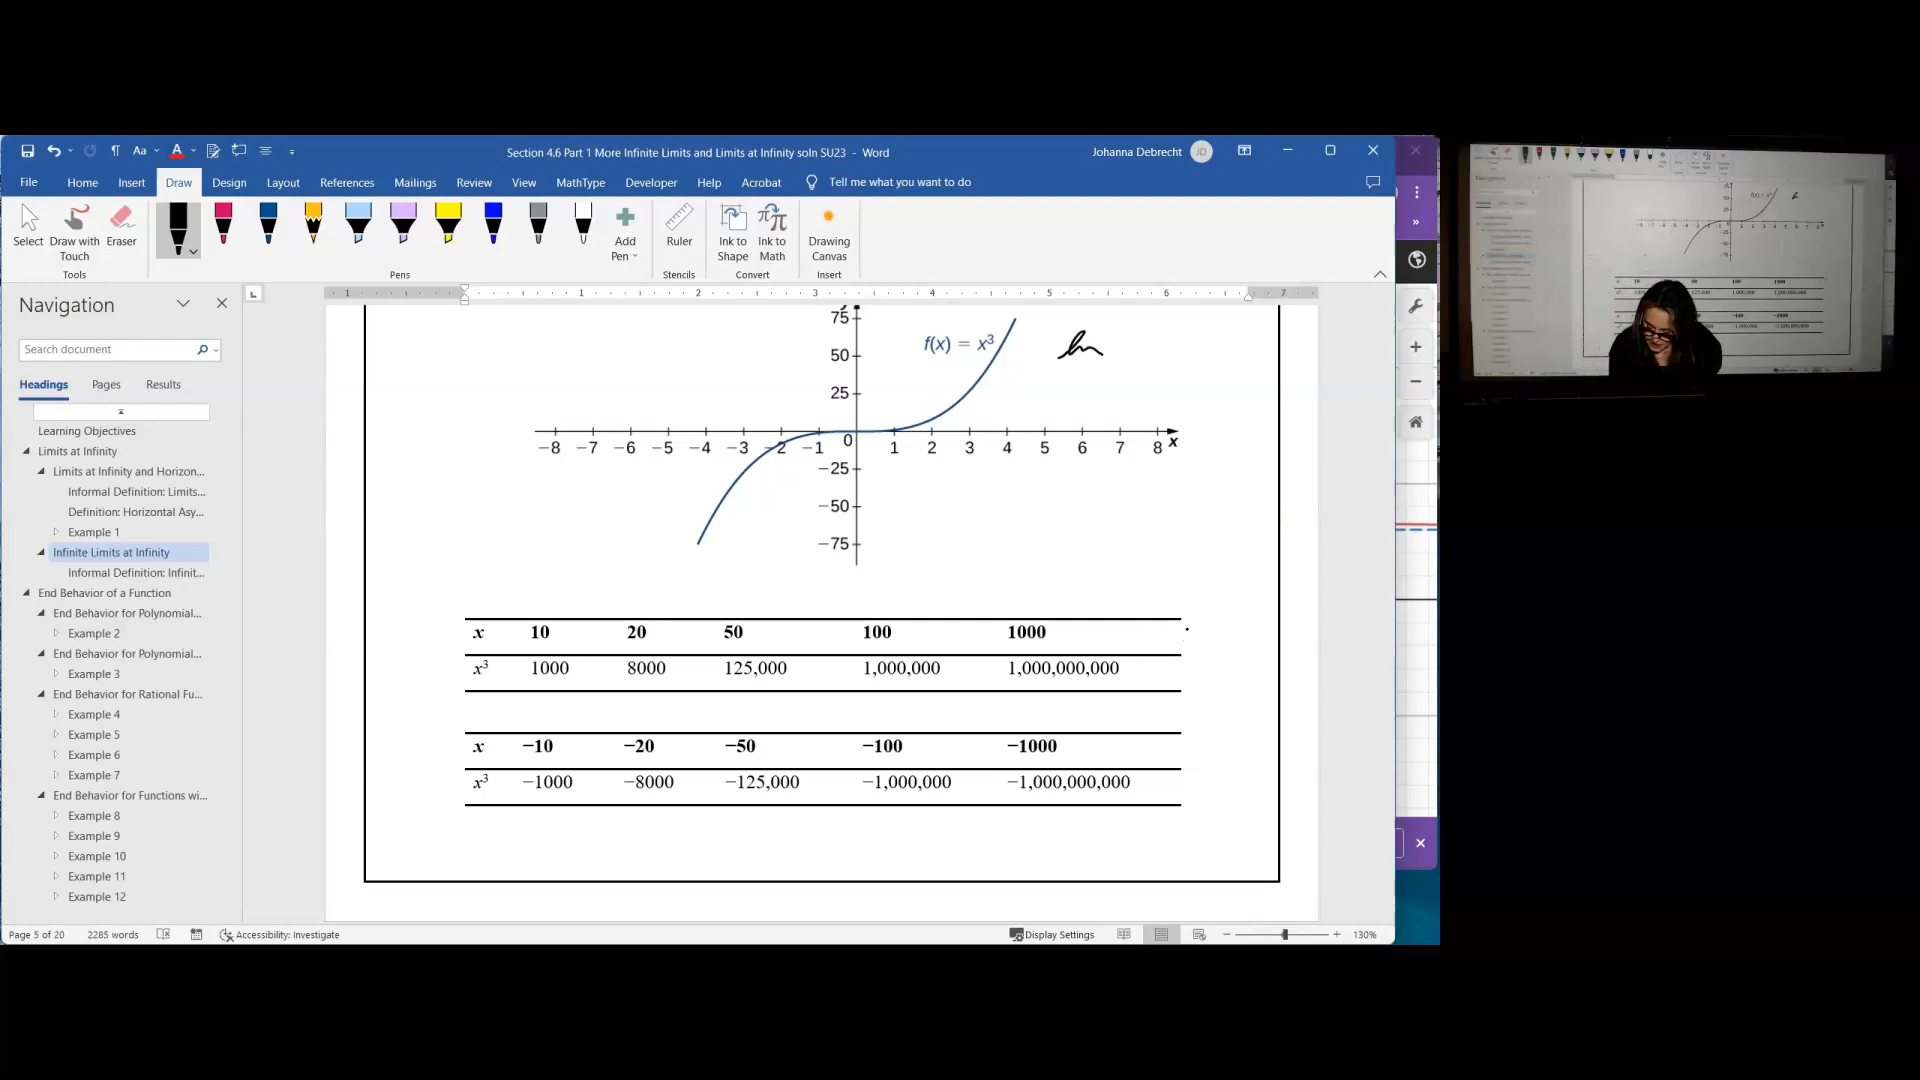 Section 4.6 Part 1 More Infinite Limits and Limits at Infinity soln SU23 - Word
Johanna Debrecht JD
File Home Insert Draw Design Layout References Mailings Review View MathType Developer Help Acrobat Tell me what you want to do
Select Draw with Touch Eraser Add Pen Ruler Ink to Shape Ink to Math Drawing Canvas
Tools Pens Stencils Convert Insert
Navigation
Search document
Headings Pages Results
Learning Objectives
Limits at Infinity
Limits at Infinity and Horizon...
Informal Definition: Limits...
Definition: Horizontal Asy...
Example 1
Infinite Limits at Infinity
Informal Definition: Infinit...
End Behavior of a Function
End Behavior for Polynomial...
Example 2
End Behavior for Polynomial...
Example 3
End Behavior for Rational Fu...
Example 4
Example 5
Example 6
Example 7
End Behavior for Functions wi...
Example 8
Example 9
Example 10
Example 11
Example 12
1 1 2 3 4 5 6 7
75
f(x) = x³
50
25
−8 −7 −6 −5 −4 −3 −2 −1 0 1 2 3 4 5 6 7 8 x
−25
−50
−75
x 10 20 50 100 1000
x³ 1000 8000 125,000 1,000,000 1,000,000,000
x −10 −20 −50 −100 −1000
x³ −1000 −8000 −125,000 −1,000,000 −1,000,000,000
Page 5 of 20 2285 words Accessibility: Investigate Display Settings 130%